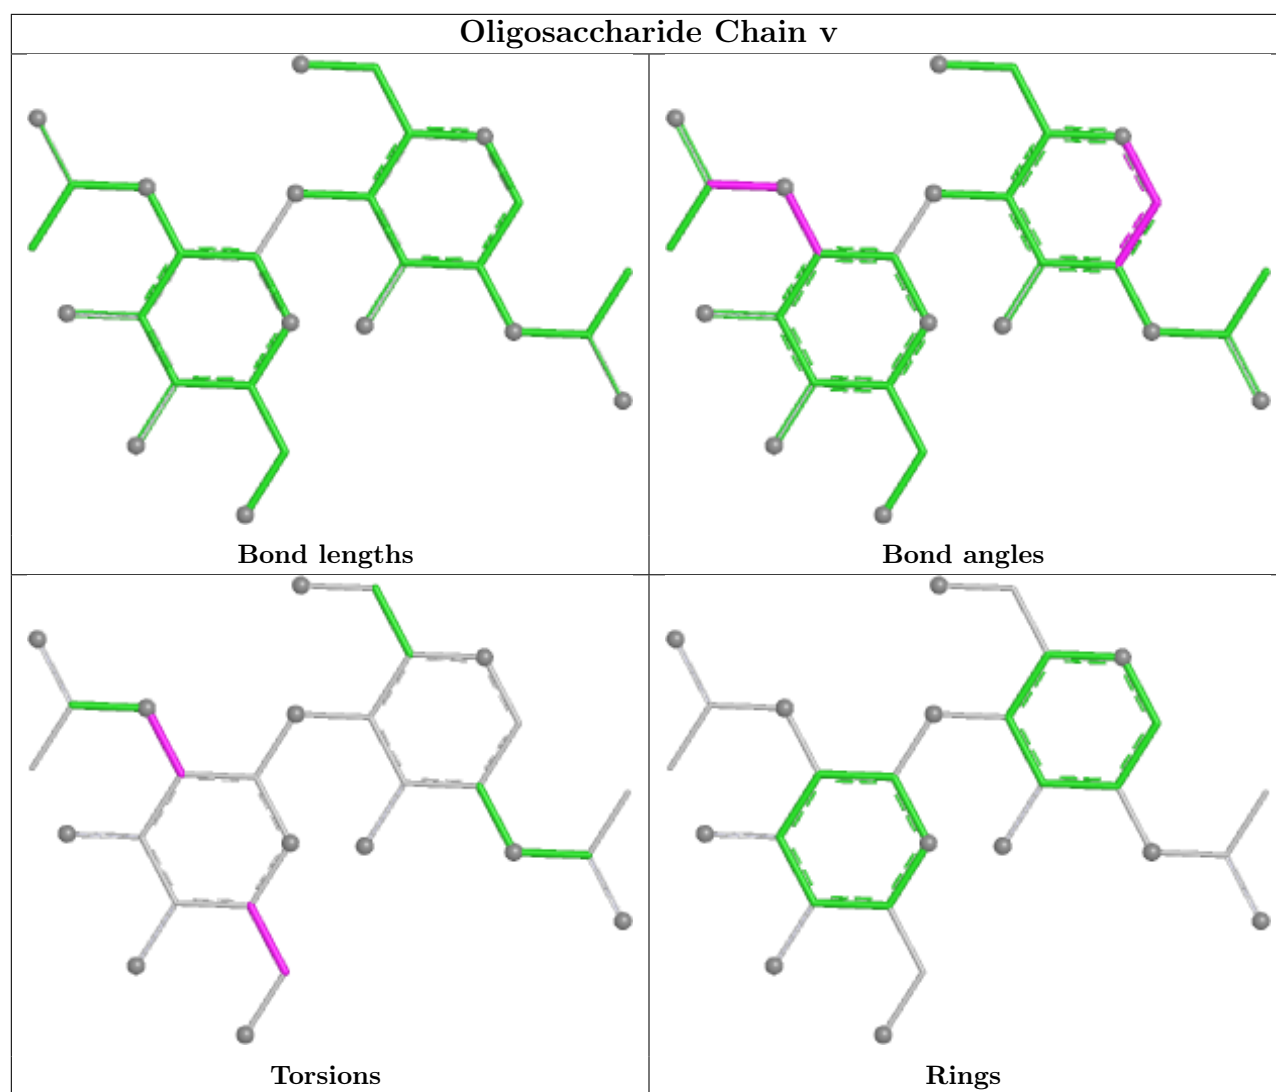 Oligosaccharide Chain v
Bond lengths
Bond angles
Torsions
Rings